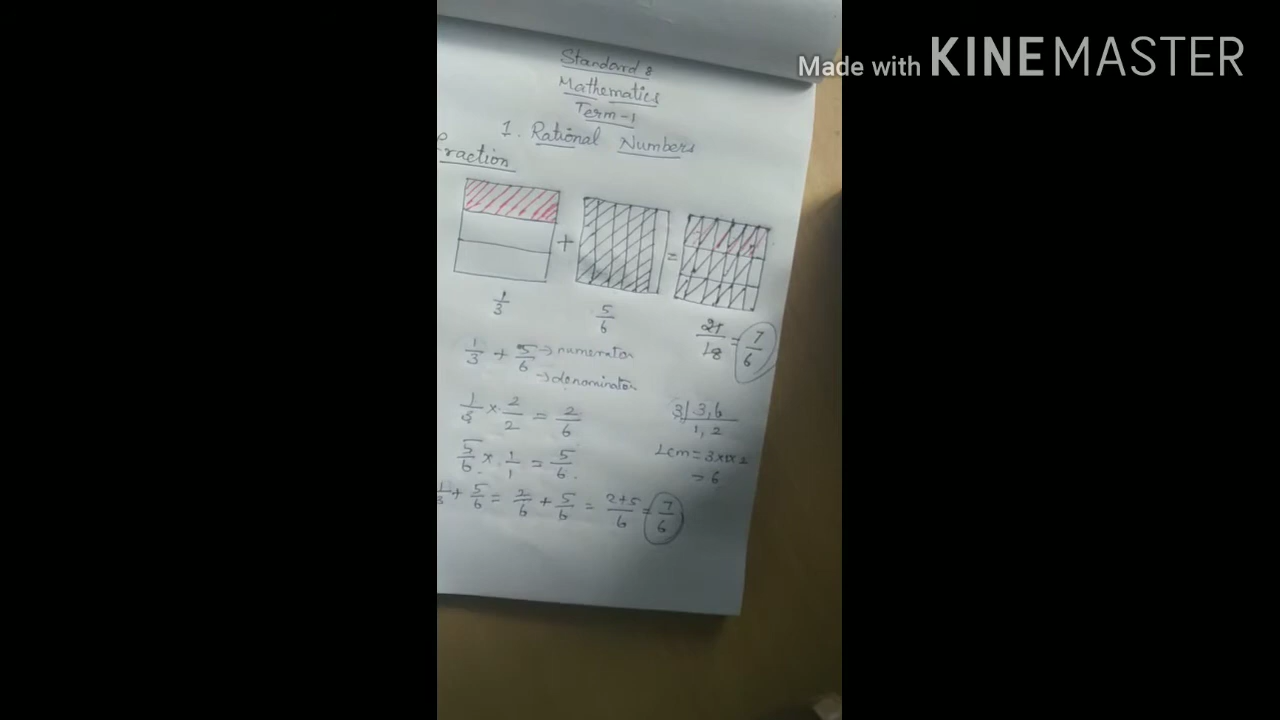 Made with KINEMASTER
Standard 8
Mathematics
Term-1
1. Rational Numbers
Fraction
+ =
1/3
5/6
21/18 = 7/6
1/3 + 5/6 → numerator
→ denominator
1/3 × 2/2 = 2/6
3 | 3, 6
1, 2
5/6 × 1/1 = 5/6
Lcm = 3×1×2
= 6
1/3 + 5/6 = 2/6 + 5/6 = 2+5/6 = 7/6